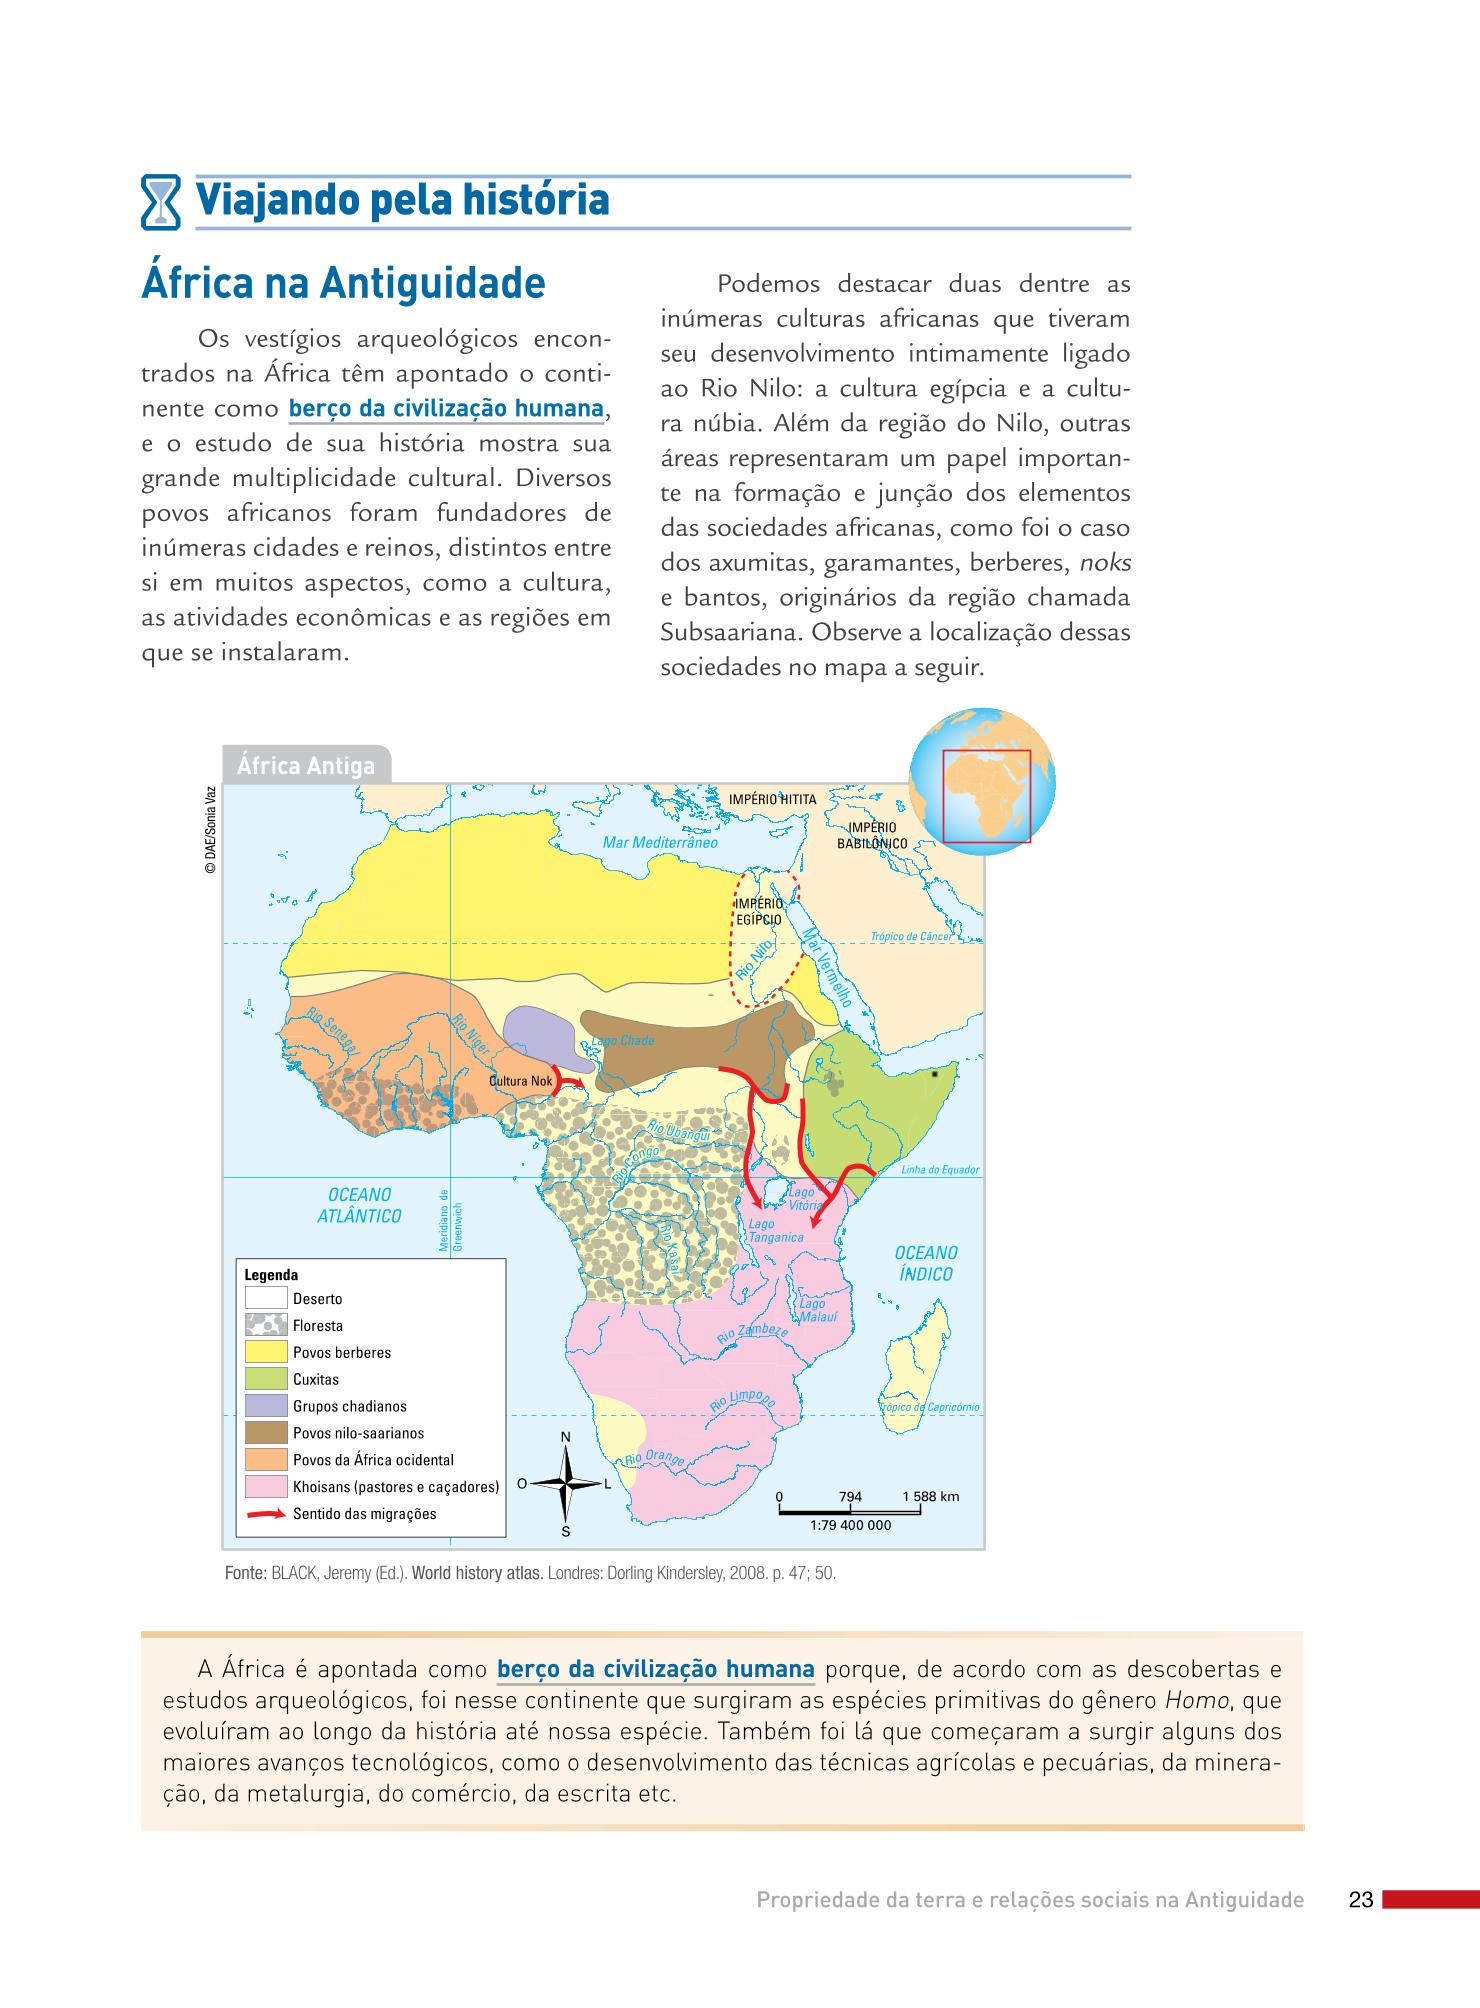 Viajando pela história
África na Antiguidade
Os vestígios arqueológicos encon-
trados na África têm apontado o conti-
nente como berço da civilização humana,
e o estudo de sua história mostra sua
grande multiplicidade cultural. Diversos
povos africanos foram fundadores de
inúmeras cidades e reinos, distintos entre
si em muitos aspectos, como a cultura,
as atividades econômicas e as regiões em
que se instalaram.
Podemos destacar duas dentre as
inúmeras culturas africanas que tiveram
seu desenvolvimento intimamente ligado
ao Rio Nilo: a cultura egípcia e a cultu-
ra núbia. Além da região do Nilo, outras
áreas representaram um papel importan-
te na formação e junção dos elementos
das sociedades africanas, como foi o caso
dos axumitas, garamantes, berberes, noks
e bantos, originários da região chamada
Subsaariana. Observe a localização dessas
sociedades no mapa a seguir.
África Antiga
© DAE/Sonia Vaz
IMPÉRIO HITITA
IMPÉRIO
BABILÔNICO
Mar Mediterrâneo
IMPÉRIO
EGÍPCIO
Trópico de Câncer
Rio Nilo
Mar Vermelho
Rio Senegal
Rio Níger
Lago Chade
Cultura Nok
Rio Ubangui
Rio Congo
Linha do Equador
OCEANO
ATLÂNTICO
Meridiano de
Greenwich
Lago
Vitória
Lago
Tanganica
Rio Kasai
OCEANO
ÍNDICO
Lago
Malauí
Rio Zambeze
Rio Limpopo
Trópico de Capricórnio
Rio Orange
Legenda
Deserto
Floresta
Povos berberes
Cuxitas
Grupos chadianos
Povos nilo-saarianos
Povos da África ocidental
Khoisans (pastores e caçadores)
Sentido das migrações
N
O
L
S
0 794 1 588 km
1:79 400 000
Fonte: BLACK, Jeremy (Ed.). World history atlas. Londres: Dorling Kindersley, 2008. p. 47; 50.
A África é apontada como berço da civilização humana porque, de acordo com as descobertas e
estudos arqueológicos, foi nesse continente que surgiram as espécies primitivas do gênero Homo, que
evoluíram ao longo da história até nossa espécie. Também foi lá que começaram a surgir alguns dos
maiores avanços tecnológicos, como o desenvolvimento das técnicas agrícolas e pecuárias, da minera-
ção, da metalurgia, do comércio, da escrita etc.
Propriedade da terra e relações sociais na Antiguidade 23